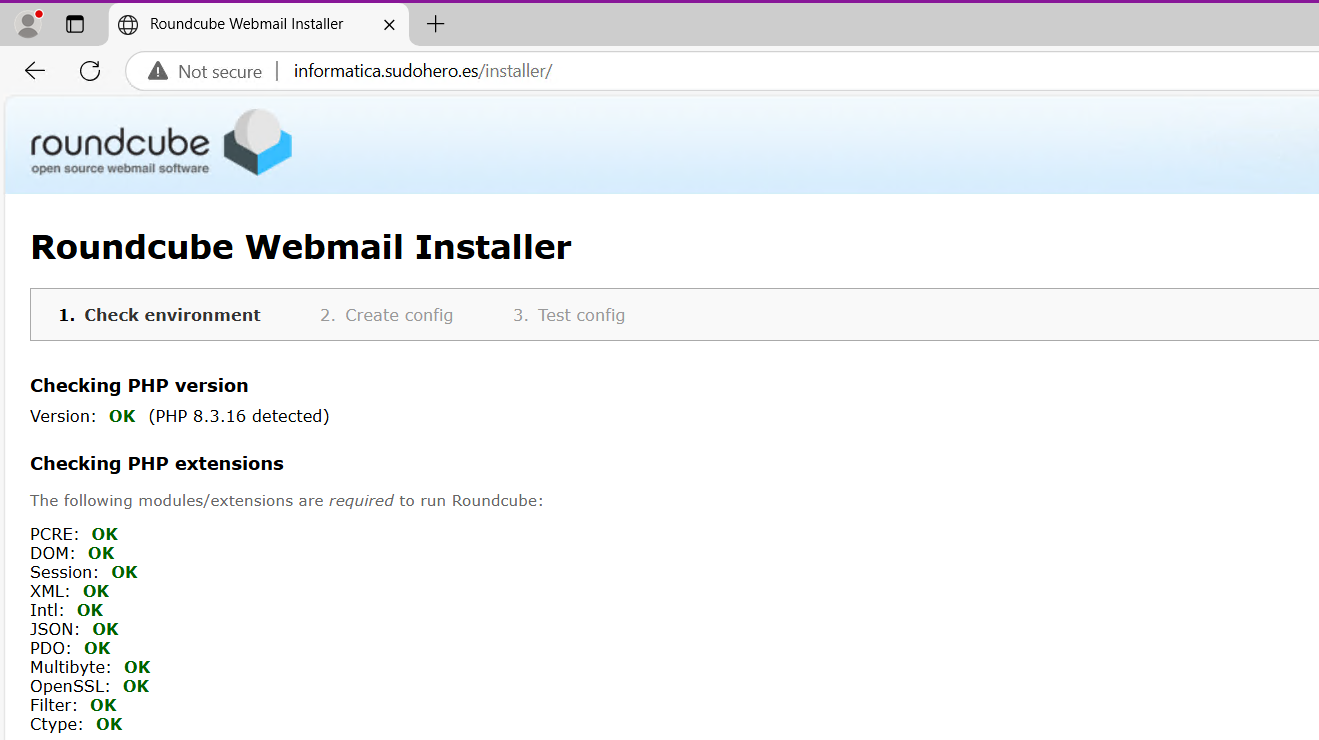 Roundcube Webmail Installer
Not secure informatica.sudohero.es/installer/
roundcube
open source webmail software
Roundcube Webmail Installer
1. Check environment 2. Create config 3. Test config
Checking PHP version
Version: OK (PHP 8.3.16 detected)
Checking PHP extensions
The following modules/extensions are required to run Roundcube:
PCRE: OK
DOM: OK
Session: OK
XML: OK
Intl: OK
JSON: OK
PDO: OK
Multibyte: OK
OpenSSL: OK
Filter: OK
Ctype: OK